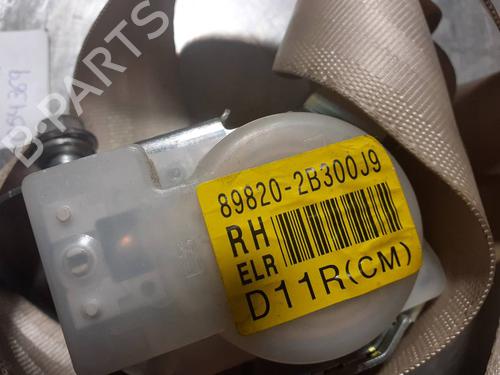 B-PARTS
89820-2B300J9
RH
ELR
D11R(CM)